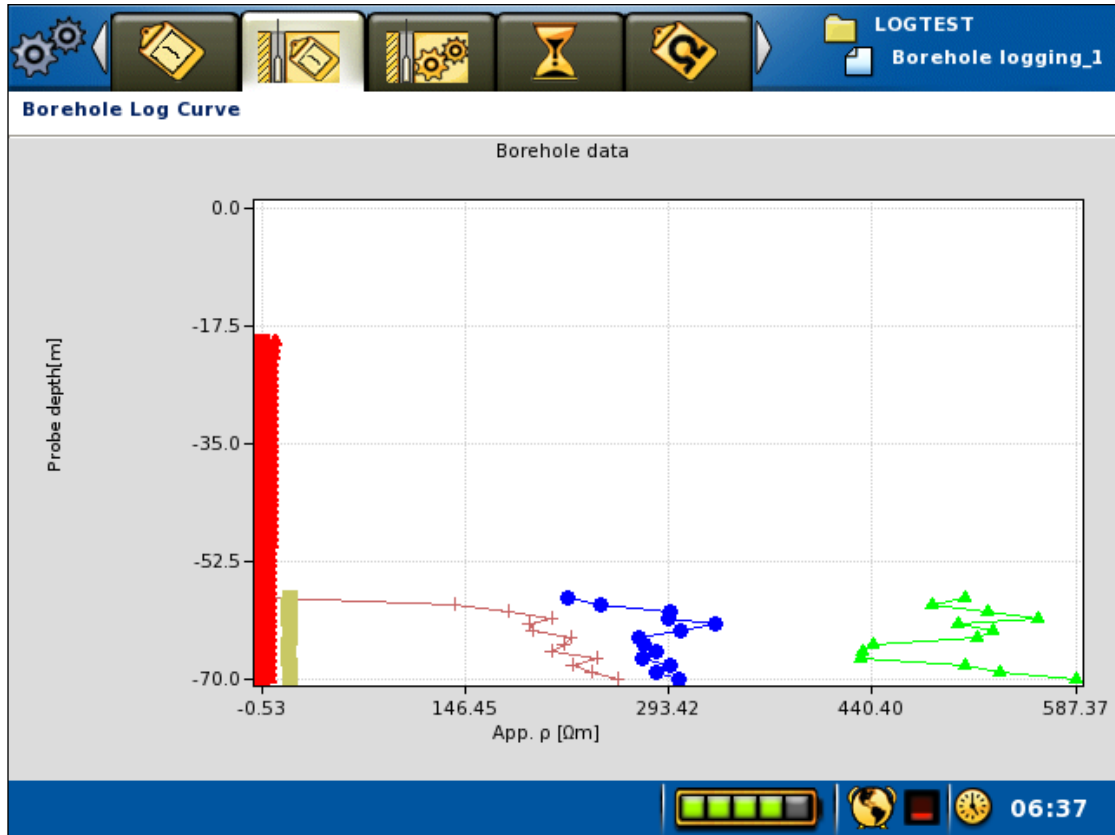 LOGTEST
Borehole logging_1
Borehole Log Curve
Borehole data
0.0
-17.5
-35.0
-52.5
-70.0
Probe depth[m]
-0.53
146.45
293.42
440.40
587.37
App. ρ [Ωm]
06:37